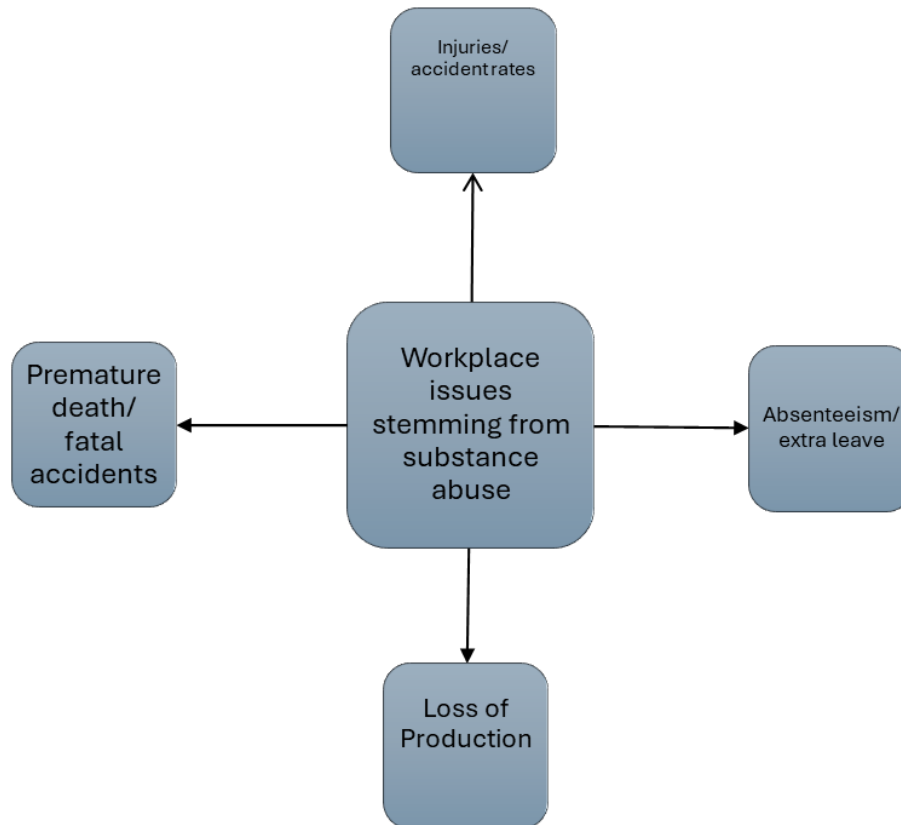 Injuries/
accidentrates
Premature
death/
fatal
accidents
Workplace
issues
stemming from
substance
abuse
Absenteeism/
extra leave
Loss of
Production